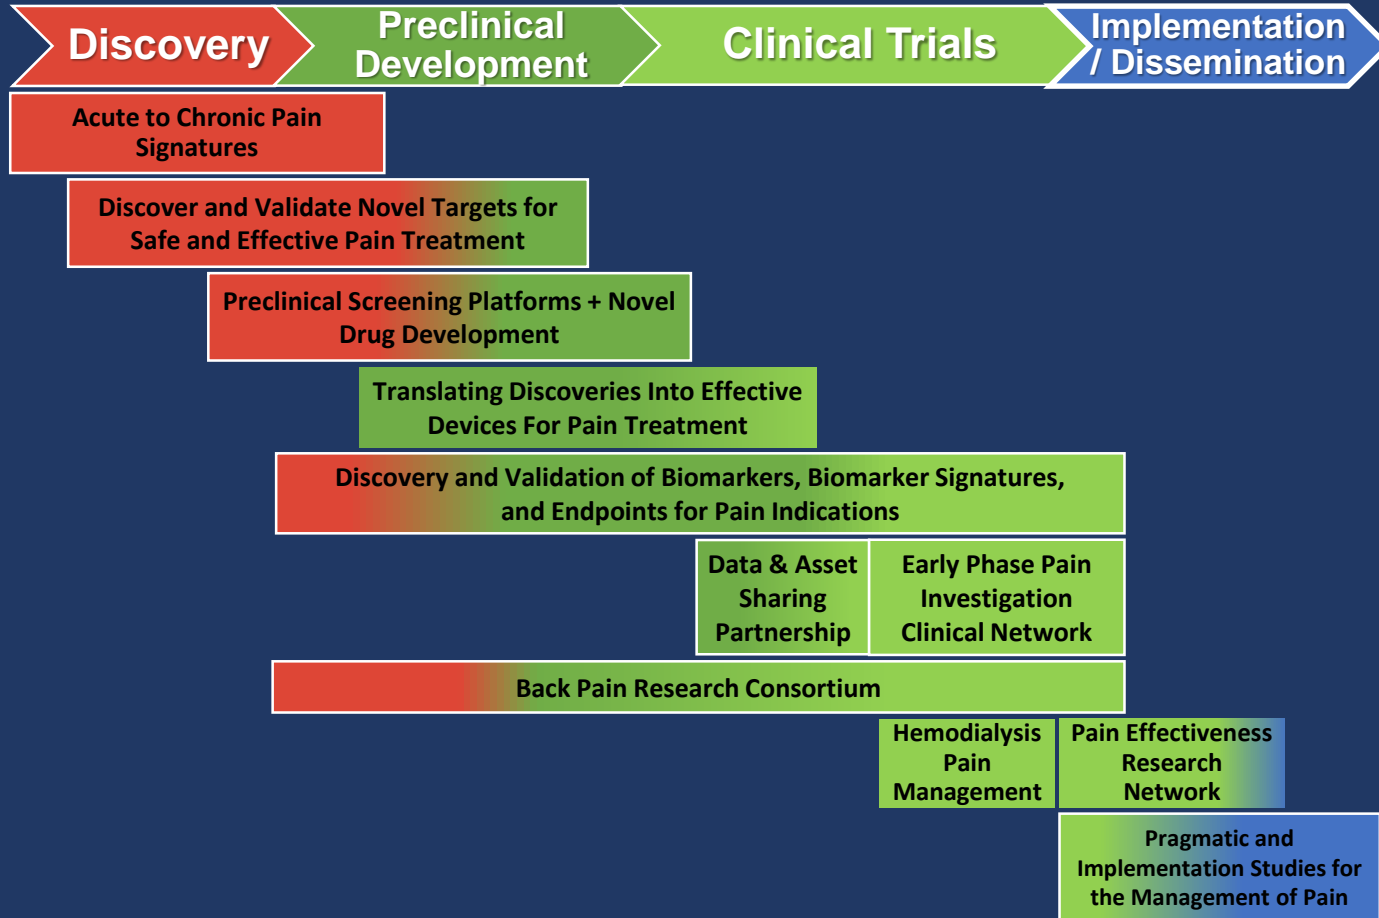 Discovery
Preclinical
Development
Clinical Trials
Implementation
/ Dissemination
Acute to Chronic Pain
Signatures
Discover and Validate Novel Targets for
Safe and Effective Pain Treatment
Preclinical Screening Platforms + Novel
Drug Development
Translating Discoveries Into Effective
Devices For Pain Treatment
Discovery and Validation of Biomarkers, Biomarker Signatures,
and Endpoints for Pain Indications
Data & Asset
Sharing
Partnership
Early Phase Pain
Investigation
Clinical Network
Back Pain Research Consortium
Hemodialysis
Pain
Management
Pain Effectiveness
Research
Network
Pragmatic and
Implementation Studies for
the Management of Pain